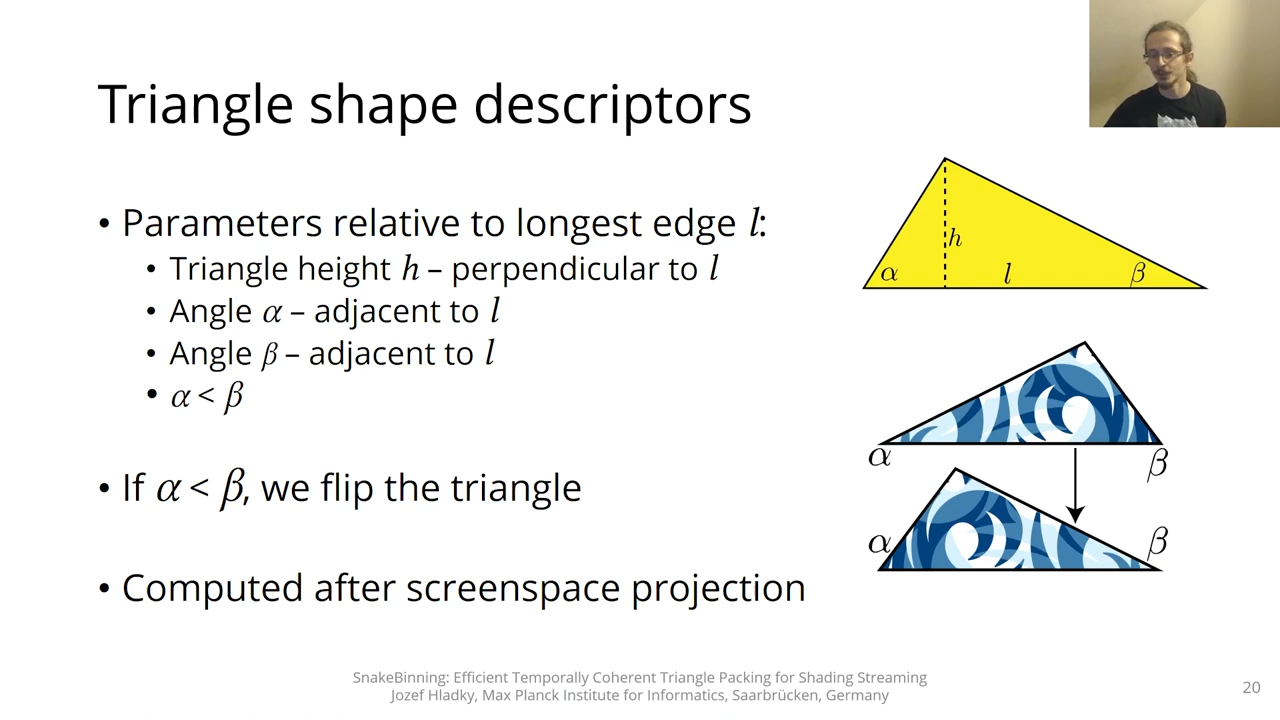 Triangle shape descriptors
• Parameters relative to longest edge l:
• Triangle height h – perpendicular to l
• Angle α – adjacent to l
• Angle β – adjacent to l
• α < β
• If α < β, we flip the triangle
• Computed after screenspace projection
h
α
l
β
α
β
α
β
SnakeBinning: Efficient Temporally Coherent Triangle Packing for Shading Streaming
Jozef Hladky, Max Planck Institute for Informatics, Saarbrücken, Germany
20